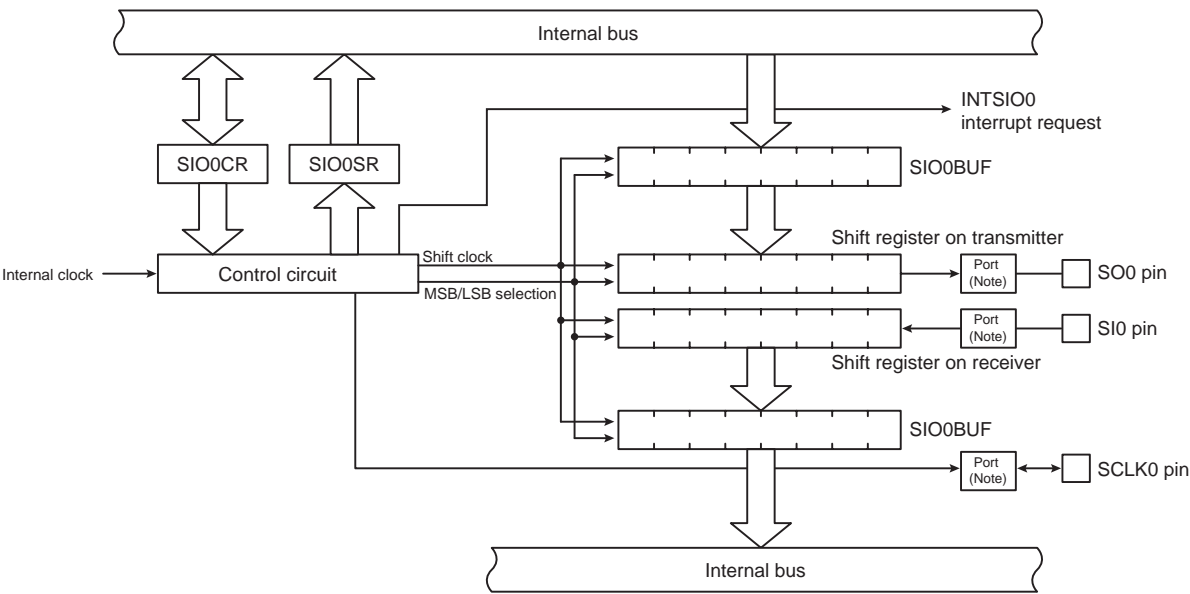 Internal bus
INTSIO0
interrupt request
SIO0CR
SIO0SR
SIO0BUF
Shift register on transmitter
Internal clock
Control circuit
Shift clock
MSB/LSB selection
Port
(Note)
SO0 pin
Port
(Note)
SI0 pin
Shift register on receiver
SIO0BUF
Port
(Note)
SCLK0 pin
Internal bus